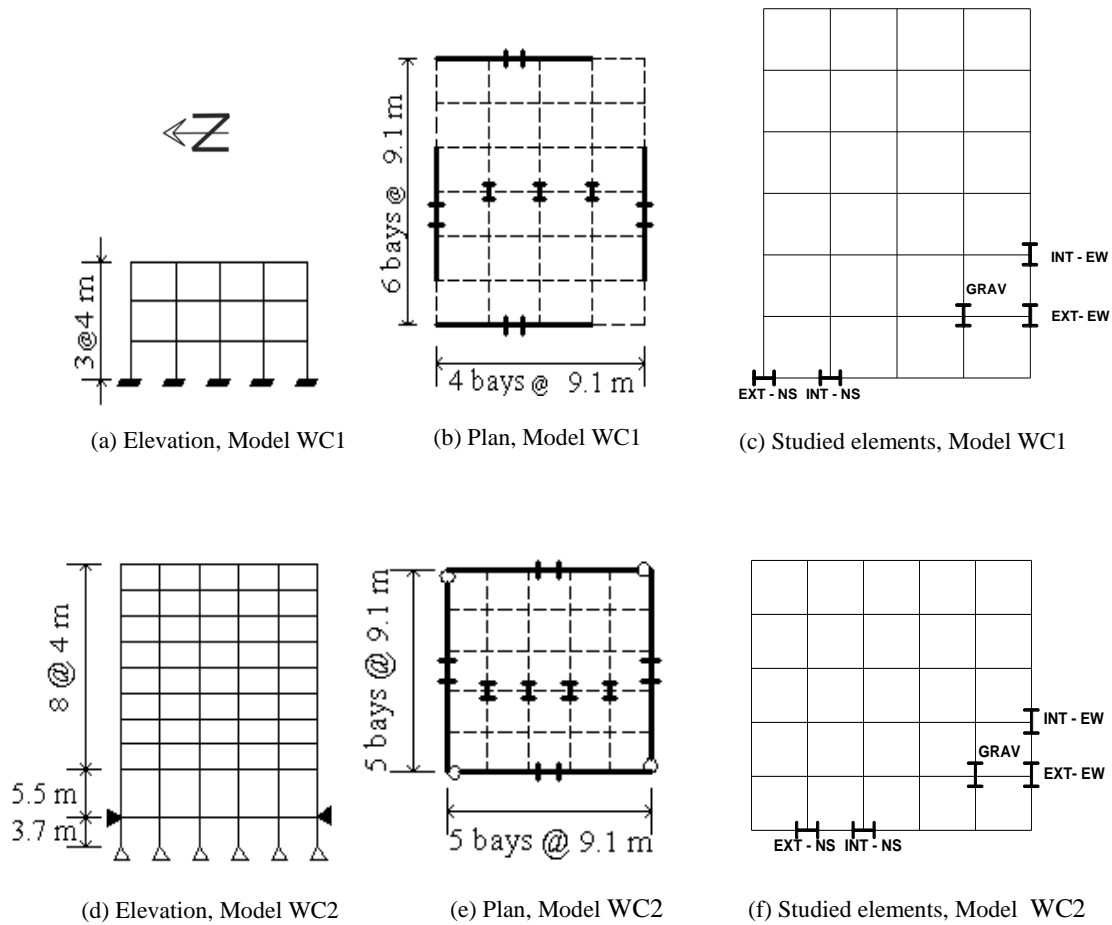 N
3@4 m
(a) Elevation, Model WC1
6 bays @ 9.1 m
4 bays @ 9.1 m
(b) Plan, Model WC1
INT - EW
GRAV
EXT- EW
EXT - NS INT - NS
(c) Studied elements, Model WC1
8 @ 4 m
5.5 m
3.7 m
(d) Elevation, Model WC2
5 bays @ 9.1 m
5 bays @ 9.1 m
(e) Plan, Model WC2
INT - EW
GRAV
EXT- EW
EXT - NS INT - NS
(f) Studied elements, Model WC2